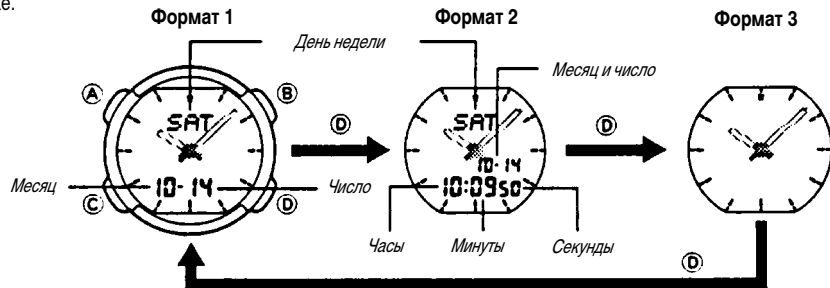 Формат 1 Формат 2 Формат 3
День недели
Месяц и число
A B
SAT D SAT D
10-14
Месяц 10-14 Число 10:09 50
C D
Часы Минуты Секунды
D